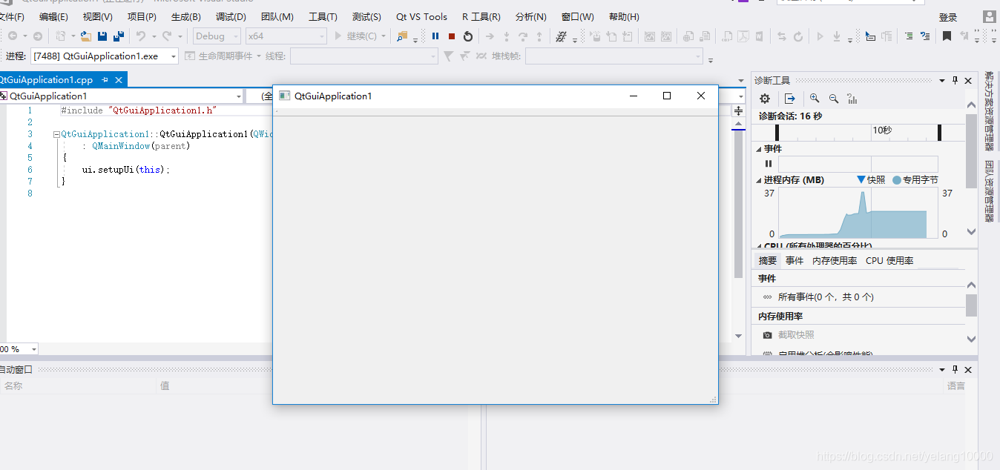 QtGuiApplication1 (正在运行) - Microsoft Visual Studio
文件(F) 编辑(E) 视图(V) 项目(P) 生成(B) 调试(D) 团队(M) 工具(T) 测试(S) Qt VS Tools R 工具(R) 分析(N) 窗口(W) 帮助(H) 登录
Debug x64 继续(C)
进程: [7488] QtGuiApplication1.exe 生命周期事件 线程: 堆栈帧:
QtGuiApplication1.cpp
QtGuiApplication1 (全
1 #include "QtGuiApplication1.h"
2
3 QtGuiApplication1::QtGuiApplication1(QWid
4 : QMainWindow(parent)
5 {
6 ui.setupUi(this);
7 }
8
00 %
QtGuiApplication1
诊断工具
诊断会话: 16 秒
10秒
事件
进程内存 (MB) 快照 专用字节
37 37
0 0
CPU (所有处理器的百分比)
摘要 事件 内存使用率 CPU 使用率
事件
所有事件(0 个，共 0 个)
内存使用率
截取快照
启用堆分析(会影响性能)
解决方案资源管理器
团队资源管理器
自动窗口
名称 值
语言
https://blog.csdn.net/yelang10000